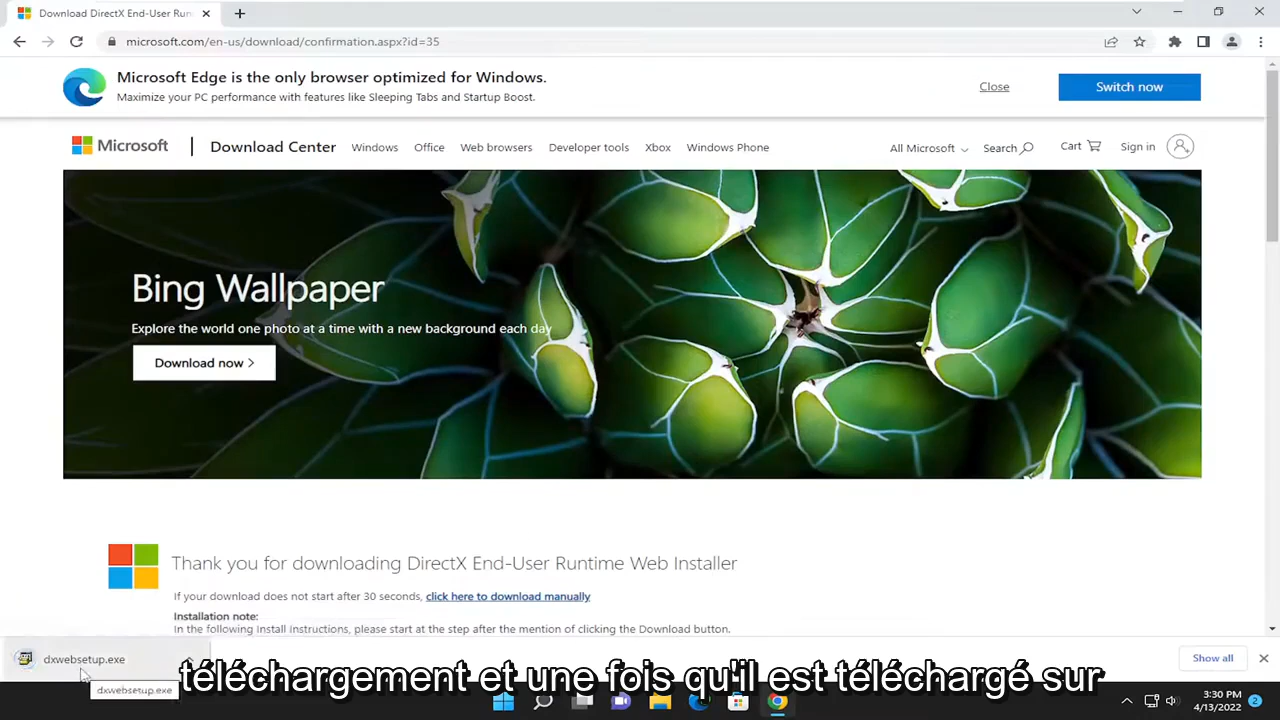 Download DirectX End-User Run
microsoft.com/en-us/download/confirmation.aspx?id=35
Microsoft Edge is the only browser optimized for Windows.
Maximize your PC performance with features like Sleeping Tabs and Startup Boost.
Close
Switch now
Microsoft
Download Center
Windows
Office
Web browsers
Developer tools
Xbox
Windows Phone
All Microsoft
Search
Cart
Sign in
Bing Wallpaper
Explore the world one photo at a time with a new background each day
Download now >
Thank you for downloading DirectX End-User Runtime Web Installer
If your download does not start after 30 seconds, click here to download manually
Installation note:
In the following Install Instructions, please start at the step after the mention of clicking the Download button.
dxwebsetup.exe
Show all
téléchargement et une fois qu'il est téléchargé sur
dxwebsetup.exe
3:30 PM
4/13/2022
2